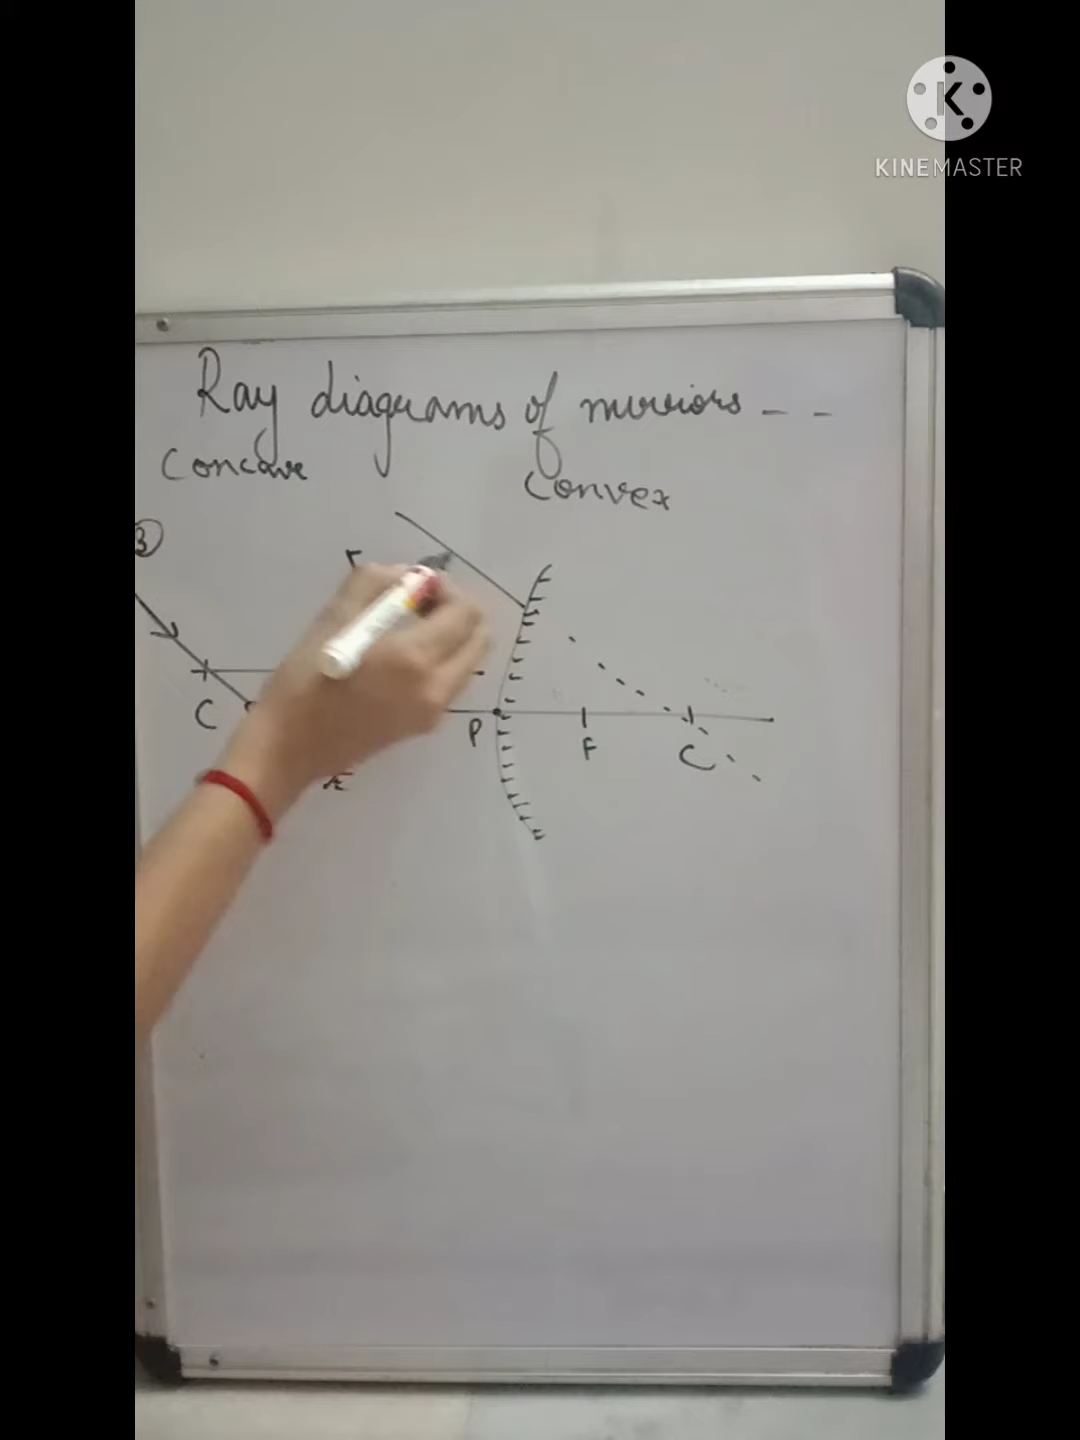 KINEMASTER
Ray diagrams of mirrors - -
Concave
Convex
3
C
P
F
C